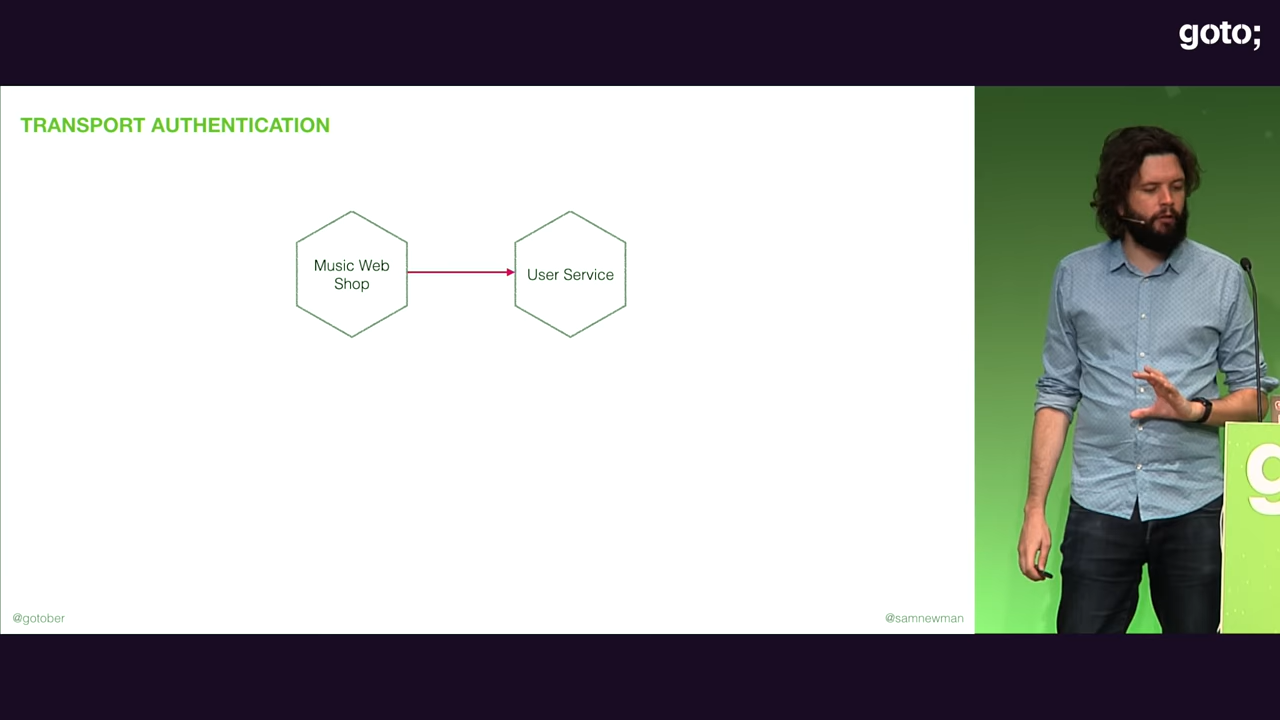 goto;
TRANSPORT AUTHENTICATION
Music Web
Shop
User Service
@gotober
@samnewman
g